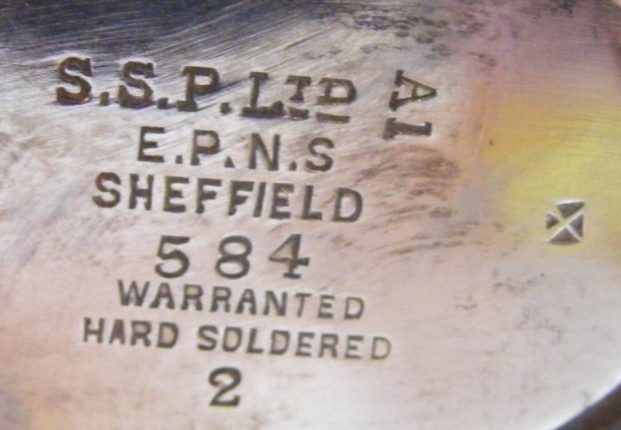 S.S.P. LTD
A1
E.P.N.S
SHEFFIELD
584
WARRANTED
HARD SOLDERED
2